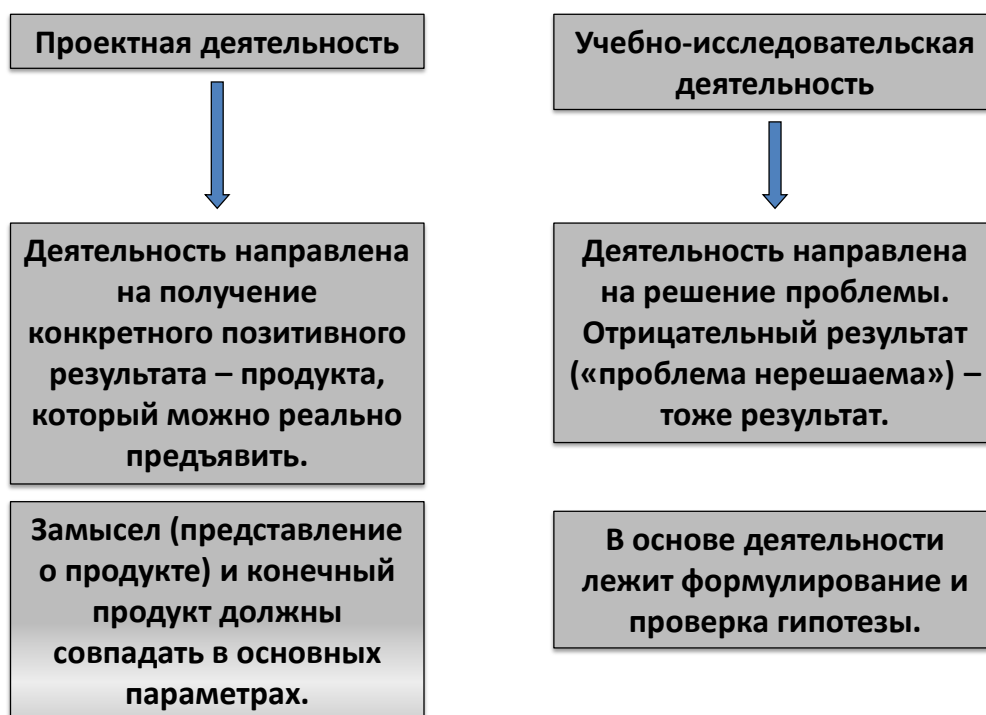 Проектная деятельность
Учебно-исследовательская
деятельность
Деятельность направлена
на получение
конкретного позитивного
результата – продукта,
который можно реально
предъявить.
Деятельность направлена
на решение проблемы.
Отрицательный результат
(«проблема нерешаема») –
тоже результат.
Замысел (представление
о продукте) и конечный
продукт должны
совпадать в основных
параметрах.
В основе деятельности
лежит формулирование и
проверка гипотезы.